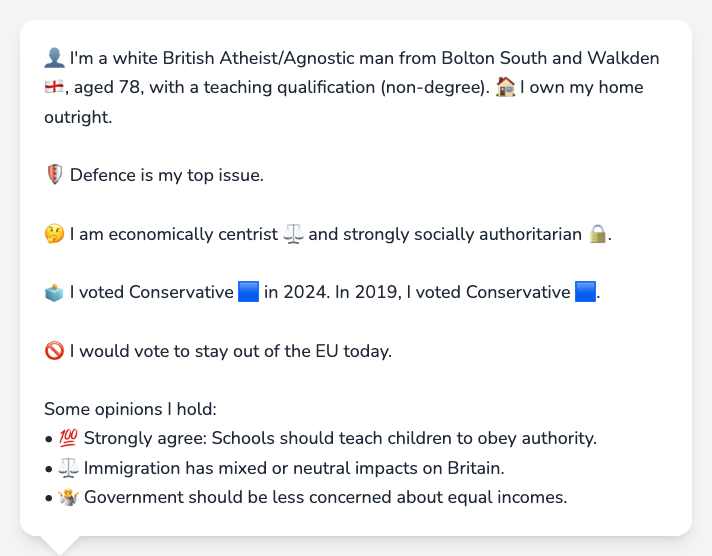 👤 I'm a white British Atheist/Agnostic man from Bolton South and Walkden
🏴󠁧󠁢󠁥󠁮󠁧󠁿, aged 78, with a teaching qualification (non-degree). 🏠 I own my home
outright.
🛡️ Defence is my top issue.
🤔 I am economically centrist ⚖️ and strongly socially authoritarian 🔒.
🗳️ I voted Conservative 🟦 in 2024. In 2019, I voted Conservative 🟦.
🚫 I would vote to stay out of the EU today.
Some opinions I hold:
• 💯 Strongly agree: Schools should teach children to obey authority.
• ⚖️ Immigration has mixed or neutral impacts on Britain.
• 🤷 Government should be less concerned about equal incomes.